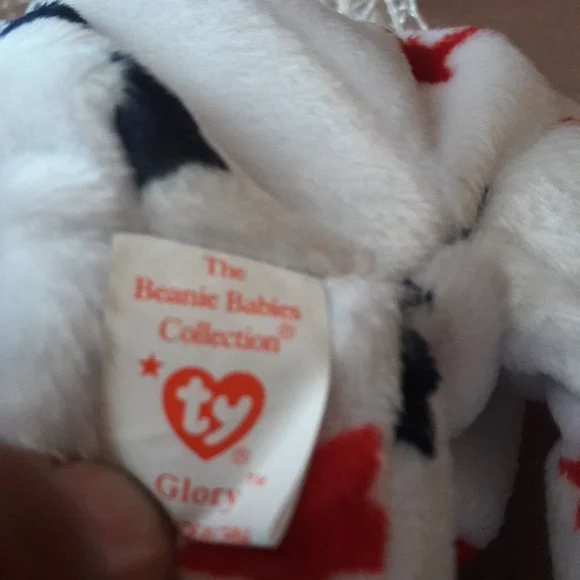 The
Beanie Babies
Collection®
ty®
Glory™